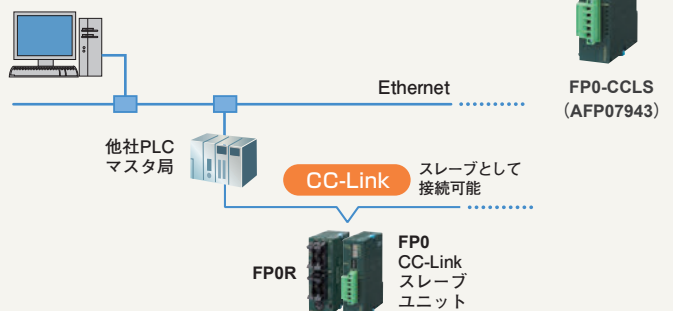 Ethernet
FP0-CCLS
（AFP07943）
他社PLC
マスタ局
CC-Link
スレーブとして
接続可能
FP0R
FP0
CC-Link
スレーブ
ユニット